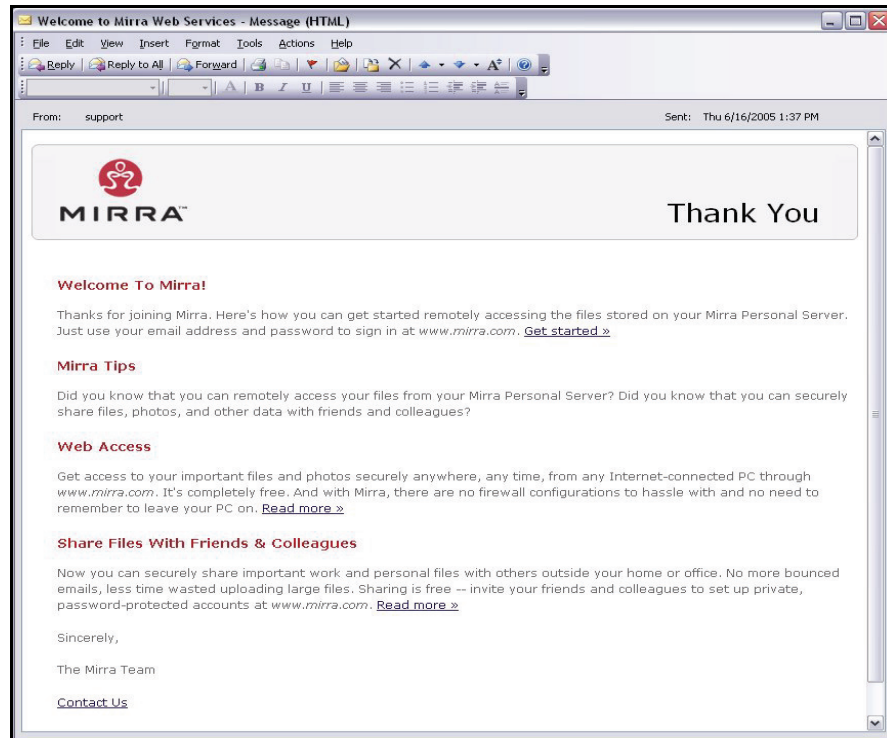 Welcome to Mirra Web Services - Message (HTML)
File Edit View Insert Format Tools Actions Help
Reply Reply to All Forward
A B I U
From: support Sent: Thu 6/16/2005 1:37 PM
MIRRA™
Thank You
Welcome To Mirra!
Thanks for joining Mirra. Here's how you can get started remotely accessing the files stored on your Mirra Personal Server.
Just use your email address and password to sign in at www.mirra.com. Get started »
Mirra Tips
Did you know that you can remotely access your files from your Mirra Personal Server? Did you know that you can securely
share files, photos, and other data with friends and colleagues?
Web Access
Get access to your important files and photos securely anywhere, any time, from any Internet-connected PC through
www.mirra.com. It's completely free. And with Mirra, there are no firewall configurations to hassle with and no need to
remember to leave your PC on. Read more »
Share Files With Friends & Colleagues
Now you can securely share important work and personal files with others outside your home or office. No more bounced
emails, less time wasted uploading large files. Sharing is free -- invite your friends and colleagues to set up private,
password-protected accounts at www.mirra.com. Read more »
Sincerely,
The Mirra Team
Contact Us